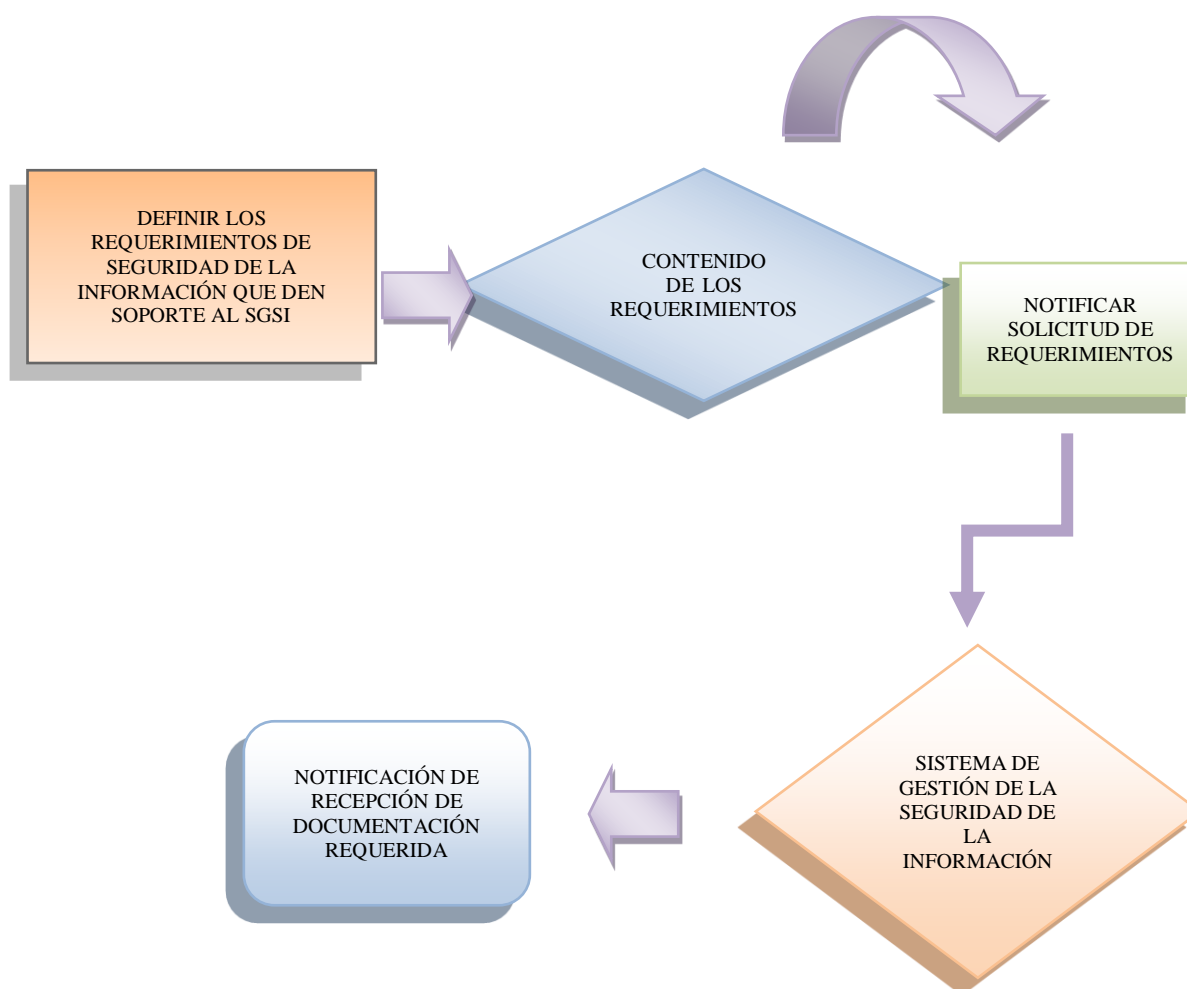 DEFINIR LOS
REQUERIMIENTOS DE
SEGURIDAD DE LA
INFORMACIÓN QUE DEN
SOPORTE AL SGSI
CONTENIDO
DE LOS
REQUERIMIENTOS
NOTIFICAR
SOLICITUD DE
REQUERIMIENTOS
SISTEMA DE
GESTIÓN DE LA
SEGURIDAD DE
LA
INFORMACIÓN
NOTIFICACIÓN DE
RECEPCIÓN DE
DOCUMENTACIÓN
REQUERIDA